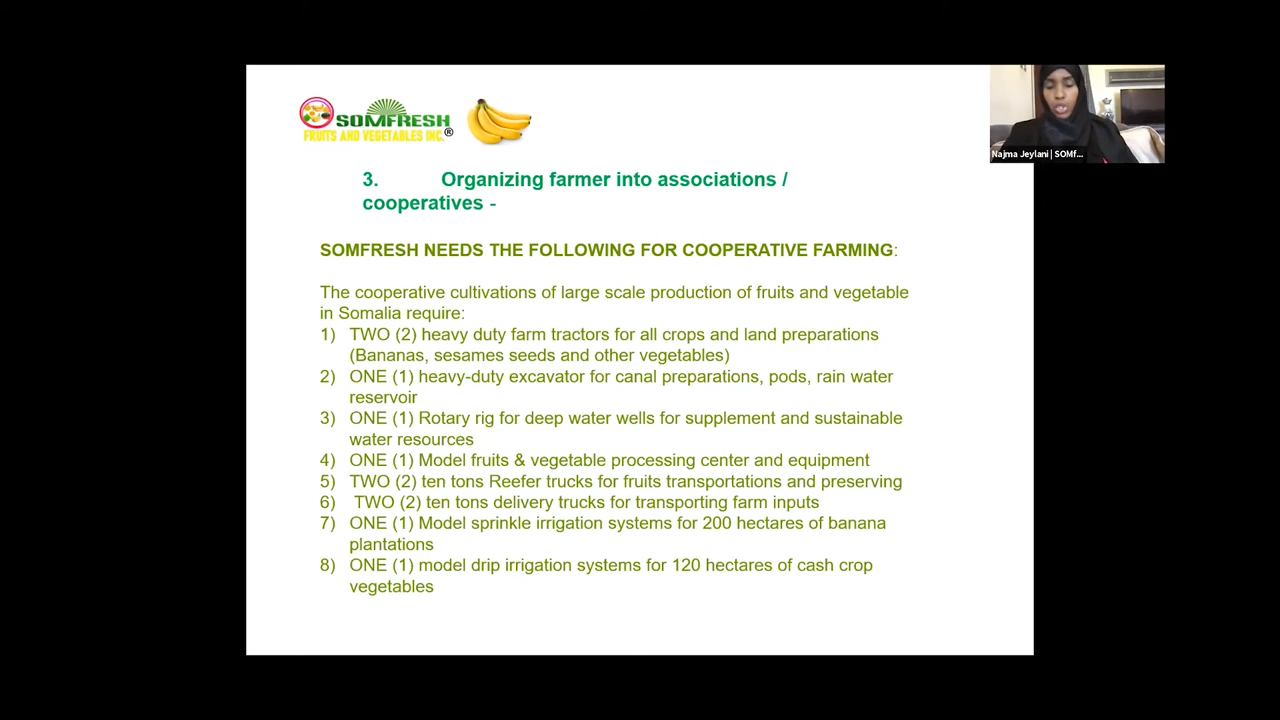 SOMFRESH
FRUITS AND VEGETABLES INC. ®
Najma Jeylani | SOMf...
3. Organizing farmer into associations /
cooperatives -
SOMFRESH NEEDS THE FOLLOWING FOR COOPERATIVE FARMING:
The cooperative cultivations of large scale production of fruits and vegetable
in Somalia require:
1) TWO (2) heavy duty farm tractors for all crops and land preparations
(Bananas, sesames seeds and other vegetables)
2) ONE (1) heavy-duty excavator for canal preparations, pods, rain water
reservoir
3) ONE (1) Rotary rig for deep water wells for supplement and sustainable
water resources
4) ONE (1) Model fruits & vegetable processing center and equipment
5) TWO (2) ten tons Reefer trucks for fruits transportations and preserving
6) TWO (2) ten tons delivery trucks for transporting farm inputs
7) ONE (1) Model sprinkle irrigation systems for 200 hectares of banana
plantations
8) ONE (1) model drip irrigation systems for 120 hectares of cash crop
vegetables